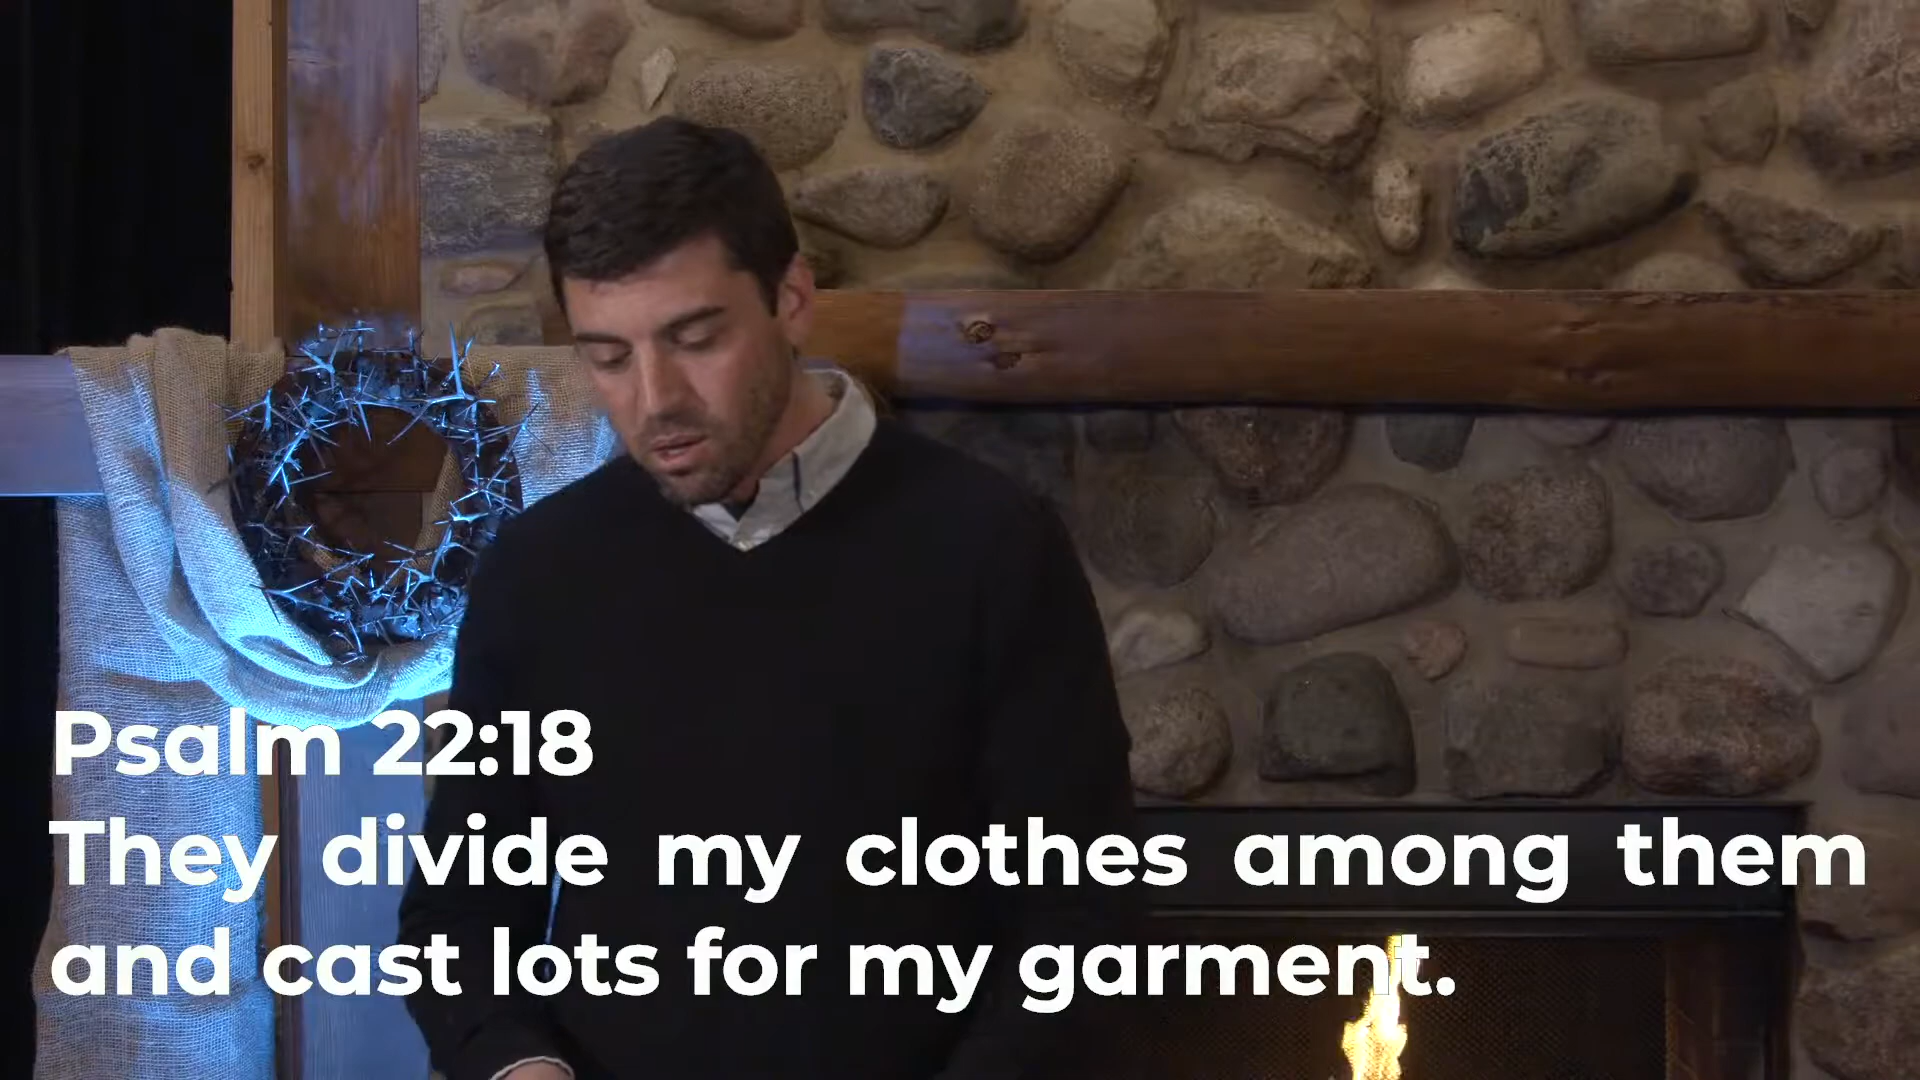 Psalm 22:18
They divide my clothes among them
and cast lots for my garment.